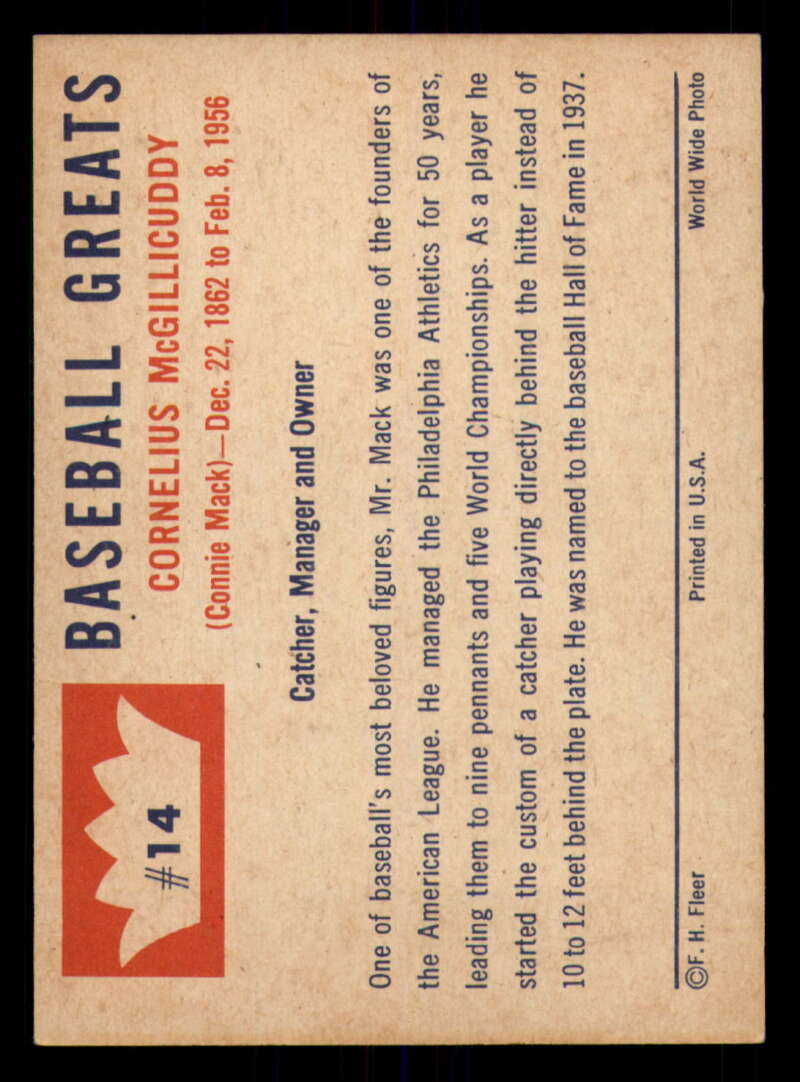 #14
BASEBALL GREATS
CORNELIUS McGILLICUDDY
(Connie Mack)—Dec. 22, 1862 to Feb. 8, 1956
Catcher, Manager and Owner
One of baseball's most beloved figures, Mr. Mack was one of the founders of
the American League. He managed the Philadelphia Athletics for 50 years,
leading them to nine pennants and five World Championships. As a player he
started the custom of a catcher playing directly behind the hitter instead of
10 to 12 feet behind the plate. He was named to the baseball Hall of Fame in 1937.
©F. H. Fleer
Printed in U.S.A.
World Wide Photo